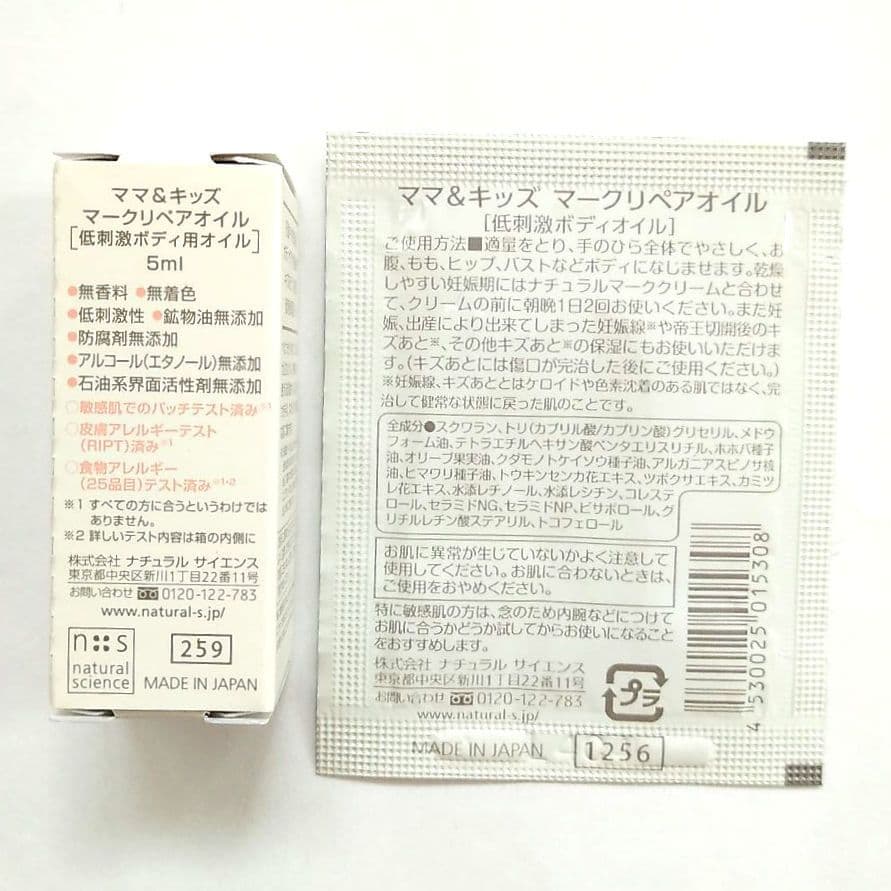 ママ&キッズ
マークリペアオイル
[低刺激ボディ用オイル]
5ml
●無香料 ●無着色
●低刺激性 ●鉱物油無添加
●防腐剤無添加
●アルコール(エタノール)無添加
●石油系界面活性剤無添加
○敏感肌でのパッチテスト済み※1
○皮膚アレルギーテスト
(RIPT)済み※1
○食物アレルギー
(25品目)テスト済み※1・2
※1 すべての方に合うというわけでは
ありません。
※2 詳しいテスト内容は箱の内側に
株式会社 ナチュラル サイエンス
東京都中央区新川1丁目22番11号
お問い合わせ 0120-122-783
www.natural-s.jp/
n::s
natural
science
259
MADE IN JAPAN
ママ&キッズ マークリペアオイル
[低刺激ボディオイル]
ご使用方法■適量をとり、手のひら全体でやさしく、お
腹、もも、ヒップ、バストなどボディになじませます。乾燥
しやすい妊娠期にはナチュラルマーククリームと合わせ
て、クリームの前に朝晩1日2回お使いください。また妊
娠、出産により出来てしまった妊娠線※や帝王切開後のキ
ズあと※、その他キズあと※の保湿にもお使いいただけま
す。(キズあとには傷口が完治した後にご使用ください。)
※妊娠線、キズあととはケロイドや色素沈着のある肌ではなく、完
治して健常な状態に戻った肌のことです。
全成分●スクワラン、トリ(カプリル酸/カプリン酸)グリセリル、メドウ
フォーム油、テトラエチルヘキサン酸ペンタエリスリチル、ホホバ種子
油、オリーブ果実油、クダモノトケイソウ種子油、アルガニアスピノサ核
油、ヒマワリ種子油、トウキンセンカ花エキス、ツボクサエキス、カミツ
レ花エキス、水添レチノール、水添レシチン、コレステ
ロール、セラミドNG、セラミドNP、ビサボロール、グ
リチルレチン酸ステアリル、トコフェロール
お肌に異常が生じていないかよく注意して
使用してください。お肌に合わないときは、
ご使用をおやめください。
特に敏感肌の方は、念のため内腕などにつけて
お肌に合うかどうか試してからお使いになること
をおすすめします。
株式会社 ナチュラル サイエンス
東京都中央区新川1丁目22番11号
お問い合わせ 0120-122-783
www.natural-s.jp/
プラ
4 530025 015308
MADE IN JAPAN
1256